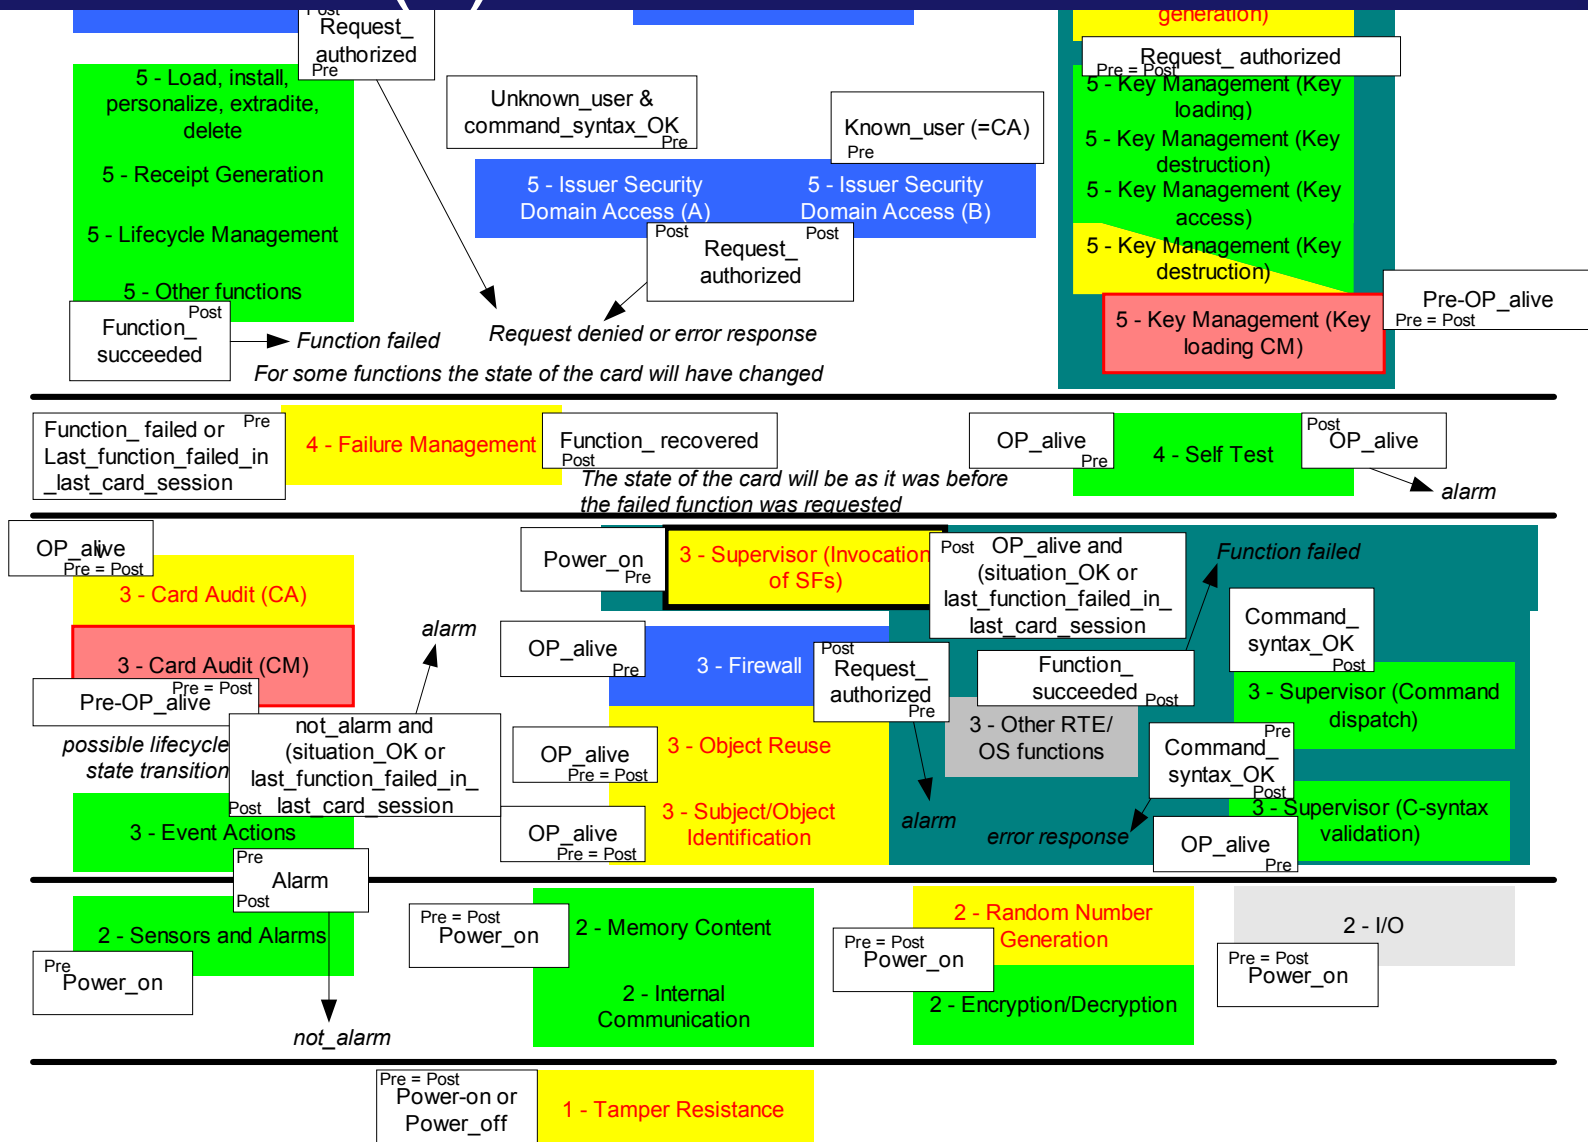 Post
Request_
authorized
Pre
generation)
Request_ authorized
Pre = Post
5 - Load, install,
personalize, extradite,
delete
5 - Receipt Generation
5 - Lifecycle Management
5 - Other functions
Post
Function_
succeeded
Function failed
Unknown_user &
command_syntax_OK
Pre
Known_user (=CA)
Pre
5 - Issuer Security
Domain Access (A)
5 - Issuer Security
Domain Access (B)
Post
Post
Request_
authorized
Request denied or error response
For some functions the state of the card will have changed
5 - Key Management (Key
loading)
5 - Key Management (Key
destruction)
5 - Key Management (Key
access)
5 - Key Management (Key
destruction)
5 - Key Management (Key
loading CM)
Pre-OP_alive
Pre = Post
Function_ failed or
Pre
Last_function_failed_in
_last_card_session
4 - Failure Management
Function_ recovered
Post
The state of the card will be as it was before
the failed function was requested
OP_alive
Pre
4 - Self Test
Post
OP_alive
alarm
OP_alive
Pre = Post
3 - Card Audit (CA)
3 - Card Audit (CM)
Pre = Post
Pre-OP_alive
possible lifecycle
state transition
alarm
not_alarm and
(situation_OK or
last_function_failed_in_
last_card_session
Post
3 - Event Actions
Pre
Alarm
Post
Power_on
Pre
3 - Supervisor (Invocation
of SFs)
Post
OP_alive and
(situation_OK or
last_function_failed_in_
last_card_session
Function failed
OP_alive
Pre
3 - Firewall
Post
Request_
authorized
Pre
Function_
succeeded
Post
Command_
syntax_OK
Post
3 - Supervisor (Command
dispatch)
3 - Other RTE/
OS functions
Pre
Command_
syntax_OK
Post
OP_alive
Pre = Post
3 - Object Reuse
OP_alive
Pre = Post
3 - Subject/Object
Identification
alarm
error response
3 - Supervisor (C-syntax
validation)
OP_alive
Pre
2 - Sensors and Alarms
Pre
Power_on
not_alarm
Pre = Post
Power_on
2 - Memory Content
2 - Internal
Communication
2 - Random Number
Generation
Pre = Post
Power_on
2 - Encryption/Decryption
2 - I/O
Pre = Post
Power_on
Pre = Post
Power-on or
Power_off
1 - Tamper Resistance